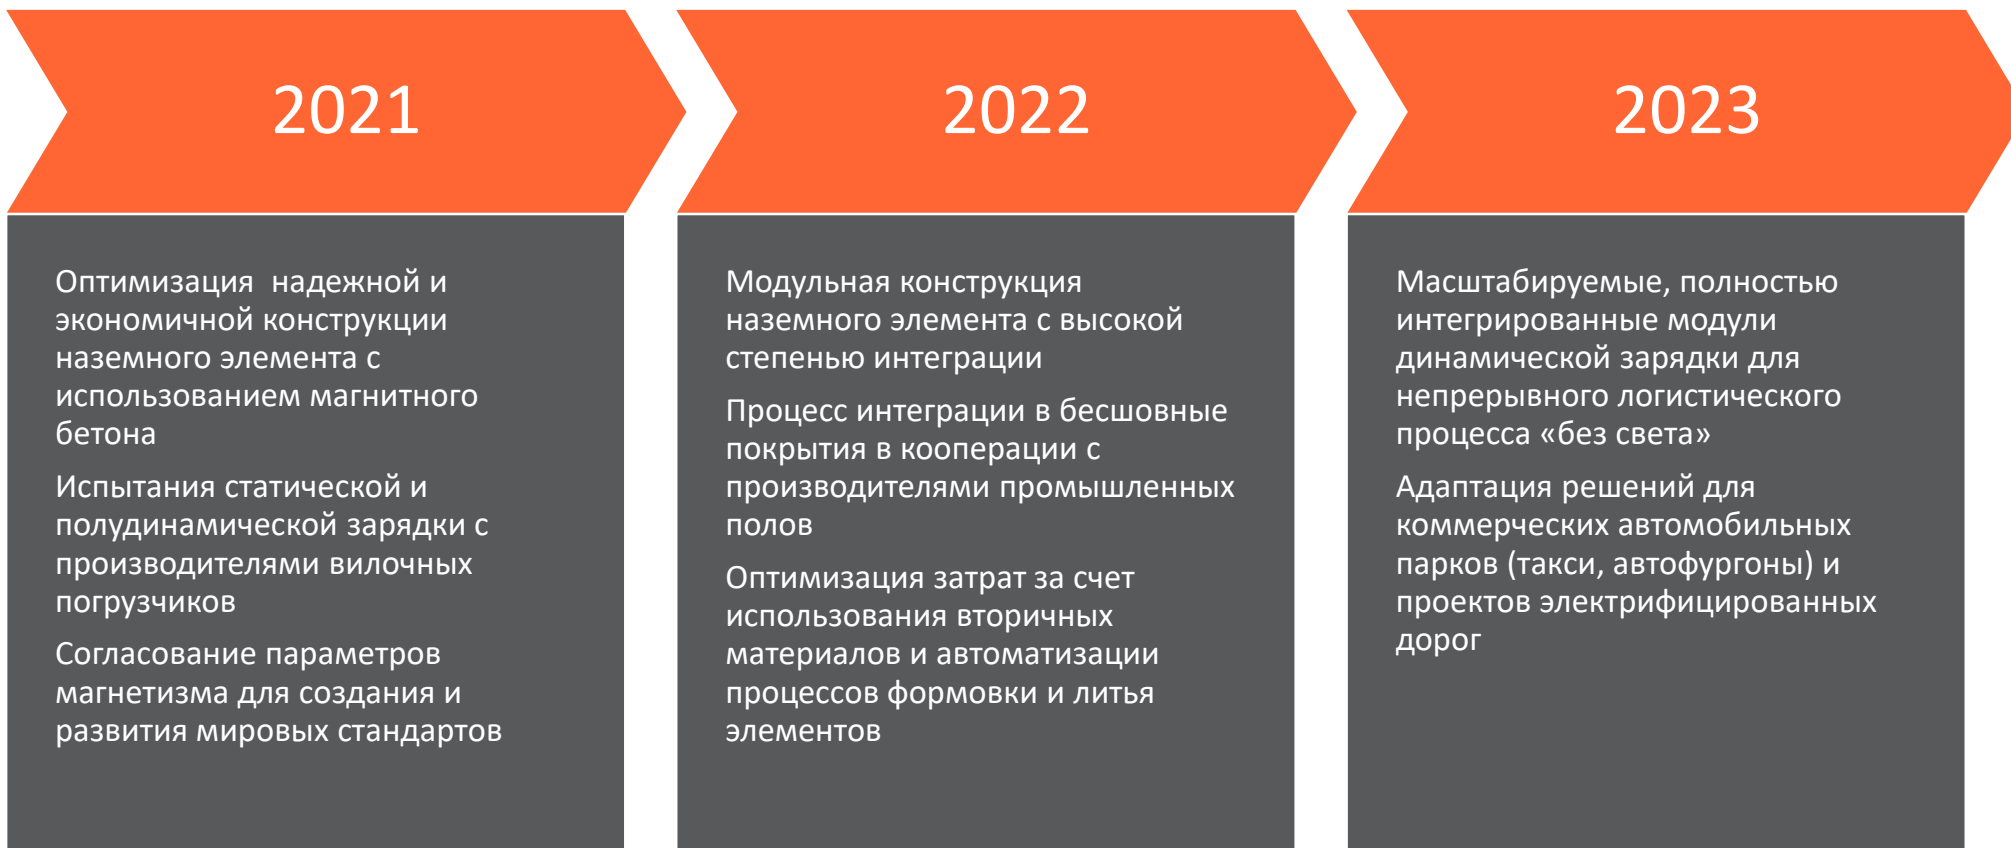 2021
Оптимизация  надежной и
экономичной конструкции
наземного элемента с
использованием магнитного
бетона
Испытания статической и
полудинамической зарядки с
производителями вилочных
погрузчиков
Согласование параметров
магнетизма для создания и
развития мировых стандартов
2022
Модульная конструкция
наземного элемента с высокой
степенью интеграции
Процесс интеграции в бесшовные
покрытия в кооперации с
производителями промышленных
полов
Оптимизация затрат за счет
использования вторичных
материалов и автоматизации
процессов формовки и литья
элементов
2023
Масштабируемые, полностью
интегрированные модули
динамической зарядки для
непрерывного логистического
процесса «без света»
Адаптация решений для
коммерческих автомобильных
парков (такси, автофургоны) и
проектов электрифицированных
дорог